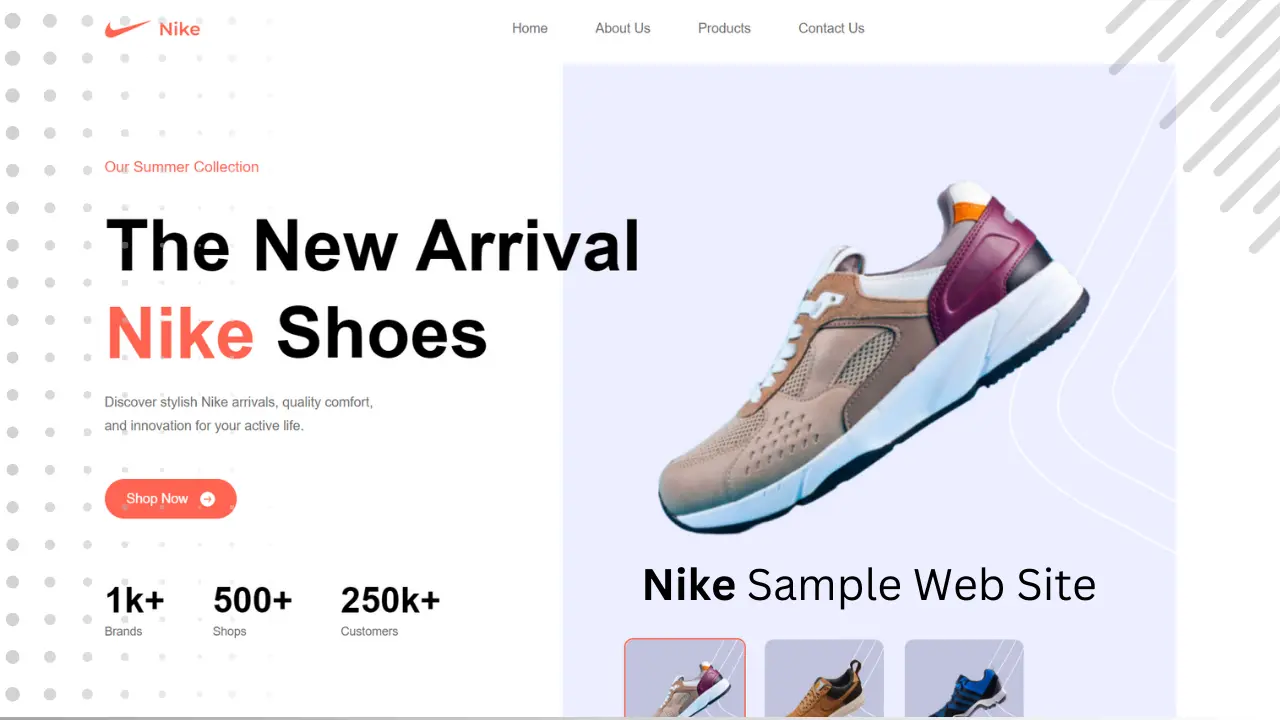 Nike
Home
About Us
Products
Contact Us
Our Summer Collection
The New Arrival
Nike Shoes
Discover stylish Nike arrivals, quality comfort,
and innovation for your active life.
Shop Now
1k+
Brands
500+
Shops
250k+
Customers
Nike Sample Web Site